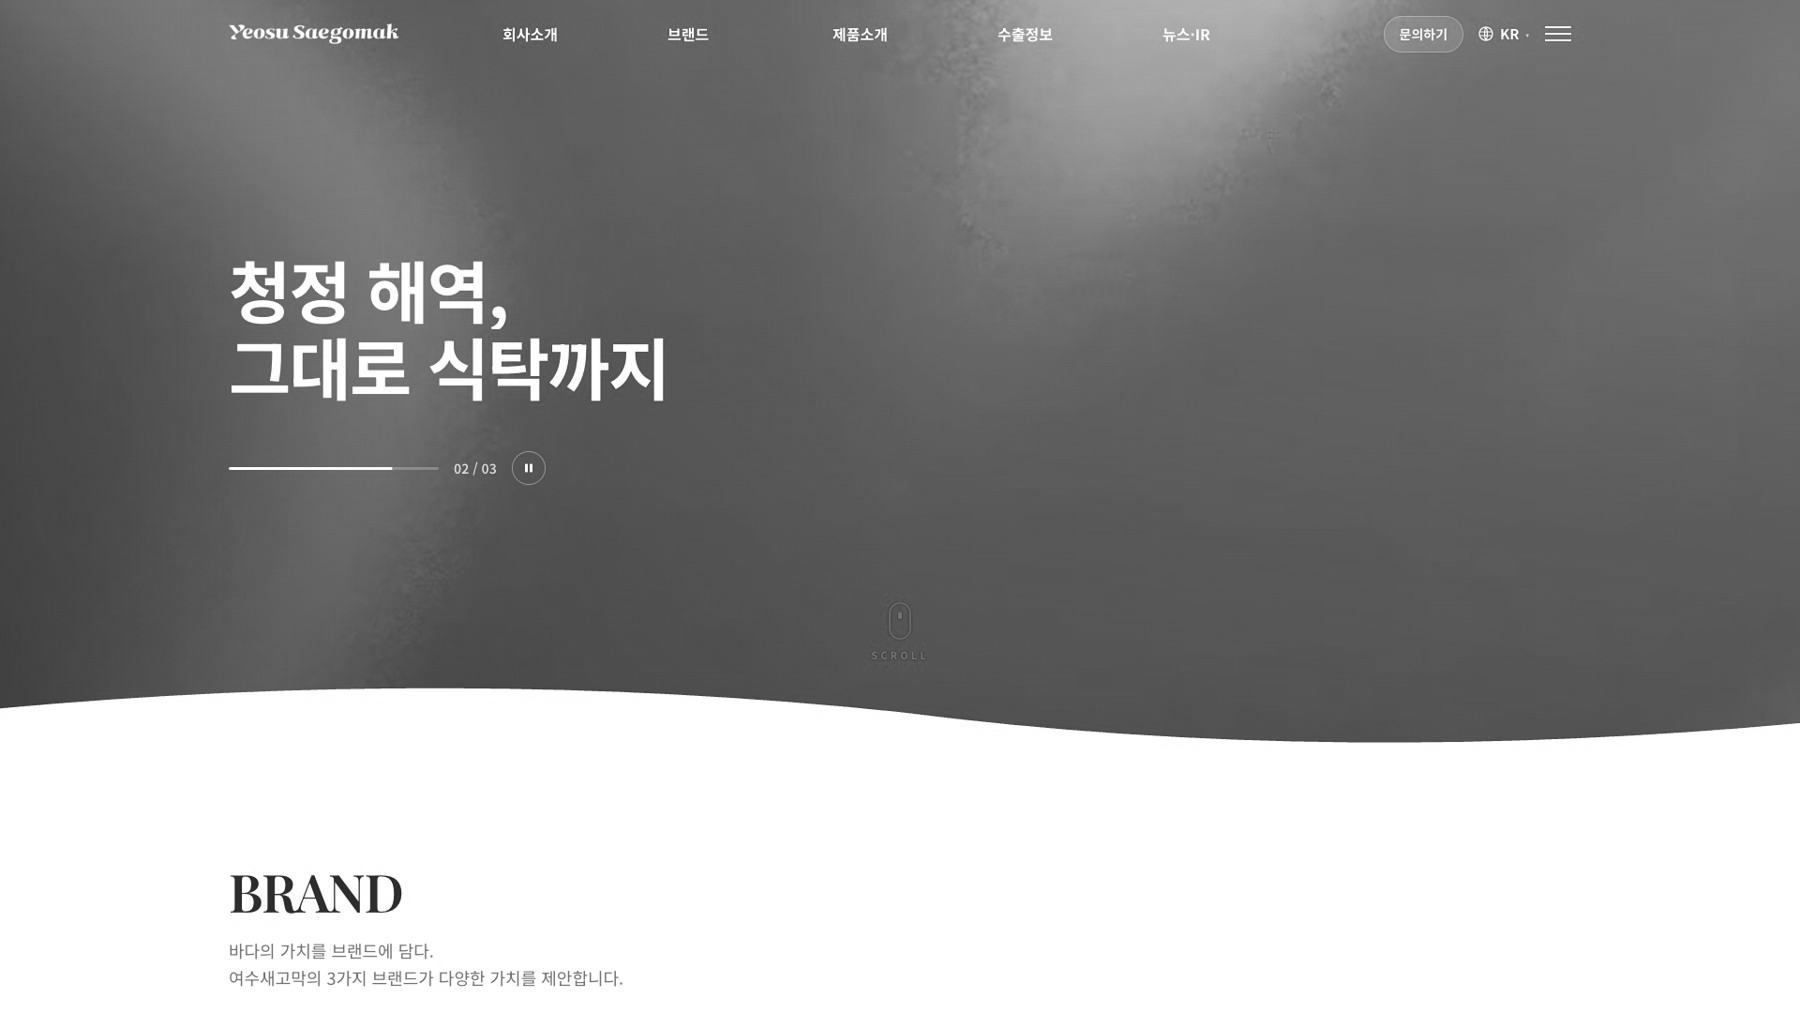 Yeosu Saegomak
회사소개
브랜드
제품소개
수출정보
뉴스·IR
문의하기
KR
청정 해역,
그대로 식탁까지
02 / 03
SCROLL
BRAND
바다의 가치를 브랜드에 담다.
여수새고막의 3가지 브랜드가 다양한 가치를 제안합니다.